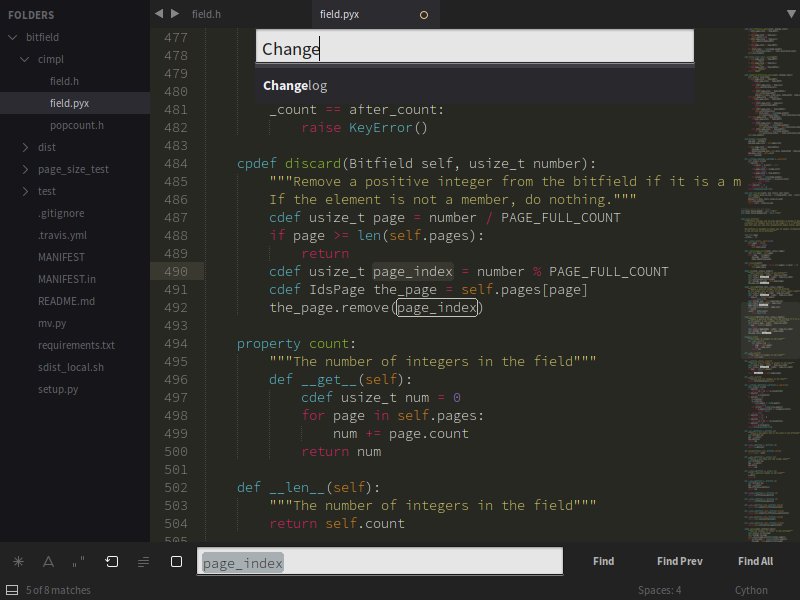 FOLDERS
bitfield
cimpl
field.h
field.pyx
popcount.h
dist
page_size_test
test
.gitignore
.travis.yml
MANIFEST
MANIFEST.in
README.md
mv.py
requirements.txt
sdist_local.sh
setup.py
field.h
field.pyx
Change
Changelog
477
478
479
480
481 _count == after_count:
482 raise KeyError()
483
484 cpdef discard(Bitfield self, usize_t number):
485 """Remove a positive integer from the bitfield if it is a m
486 If the element is not a member, do nothing."""
487 cdef usize_t page = number / PAGE_FULL_COUNT
488 if page >= len(self.pages):
489 return
490 cdef usize_t page_index = number % PAGE_FULL_COUNT
491 cdef IdsPage the_page = self.pages[page]
492 the_page.remove(page_index)
493
494 property count:
495 """The number of integers in the field"""
496 def __get__(self):
497 cdef usize_t num = 0
498 for page in self.pages:
499 num += page.count
500 return num
501
502 def __len__(self):
503 """The number of integers in the field"""
504 return self.count
505
page_index
Find
Find Prev
Find All
5 of 8 matches
Spaces: 4
Cython